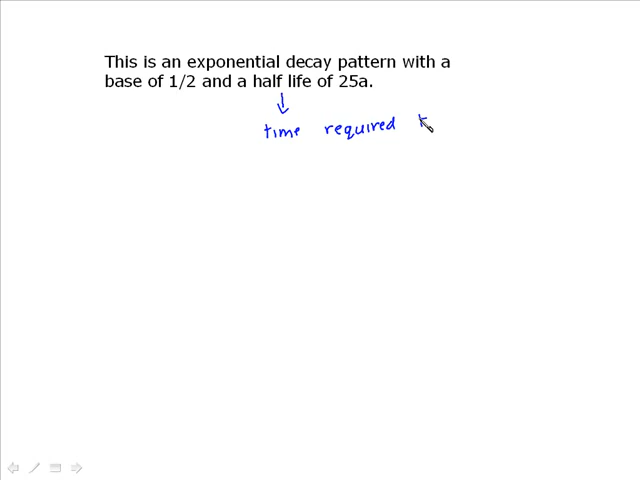 This is an exponential decay pattern with a
base of 1/2 and a half life of 25a.
time required